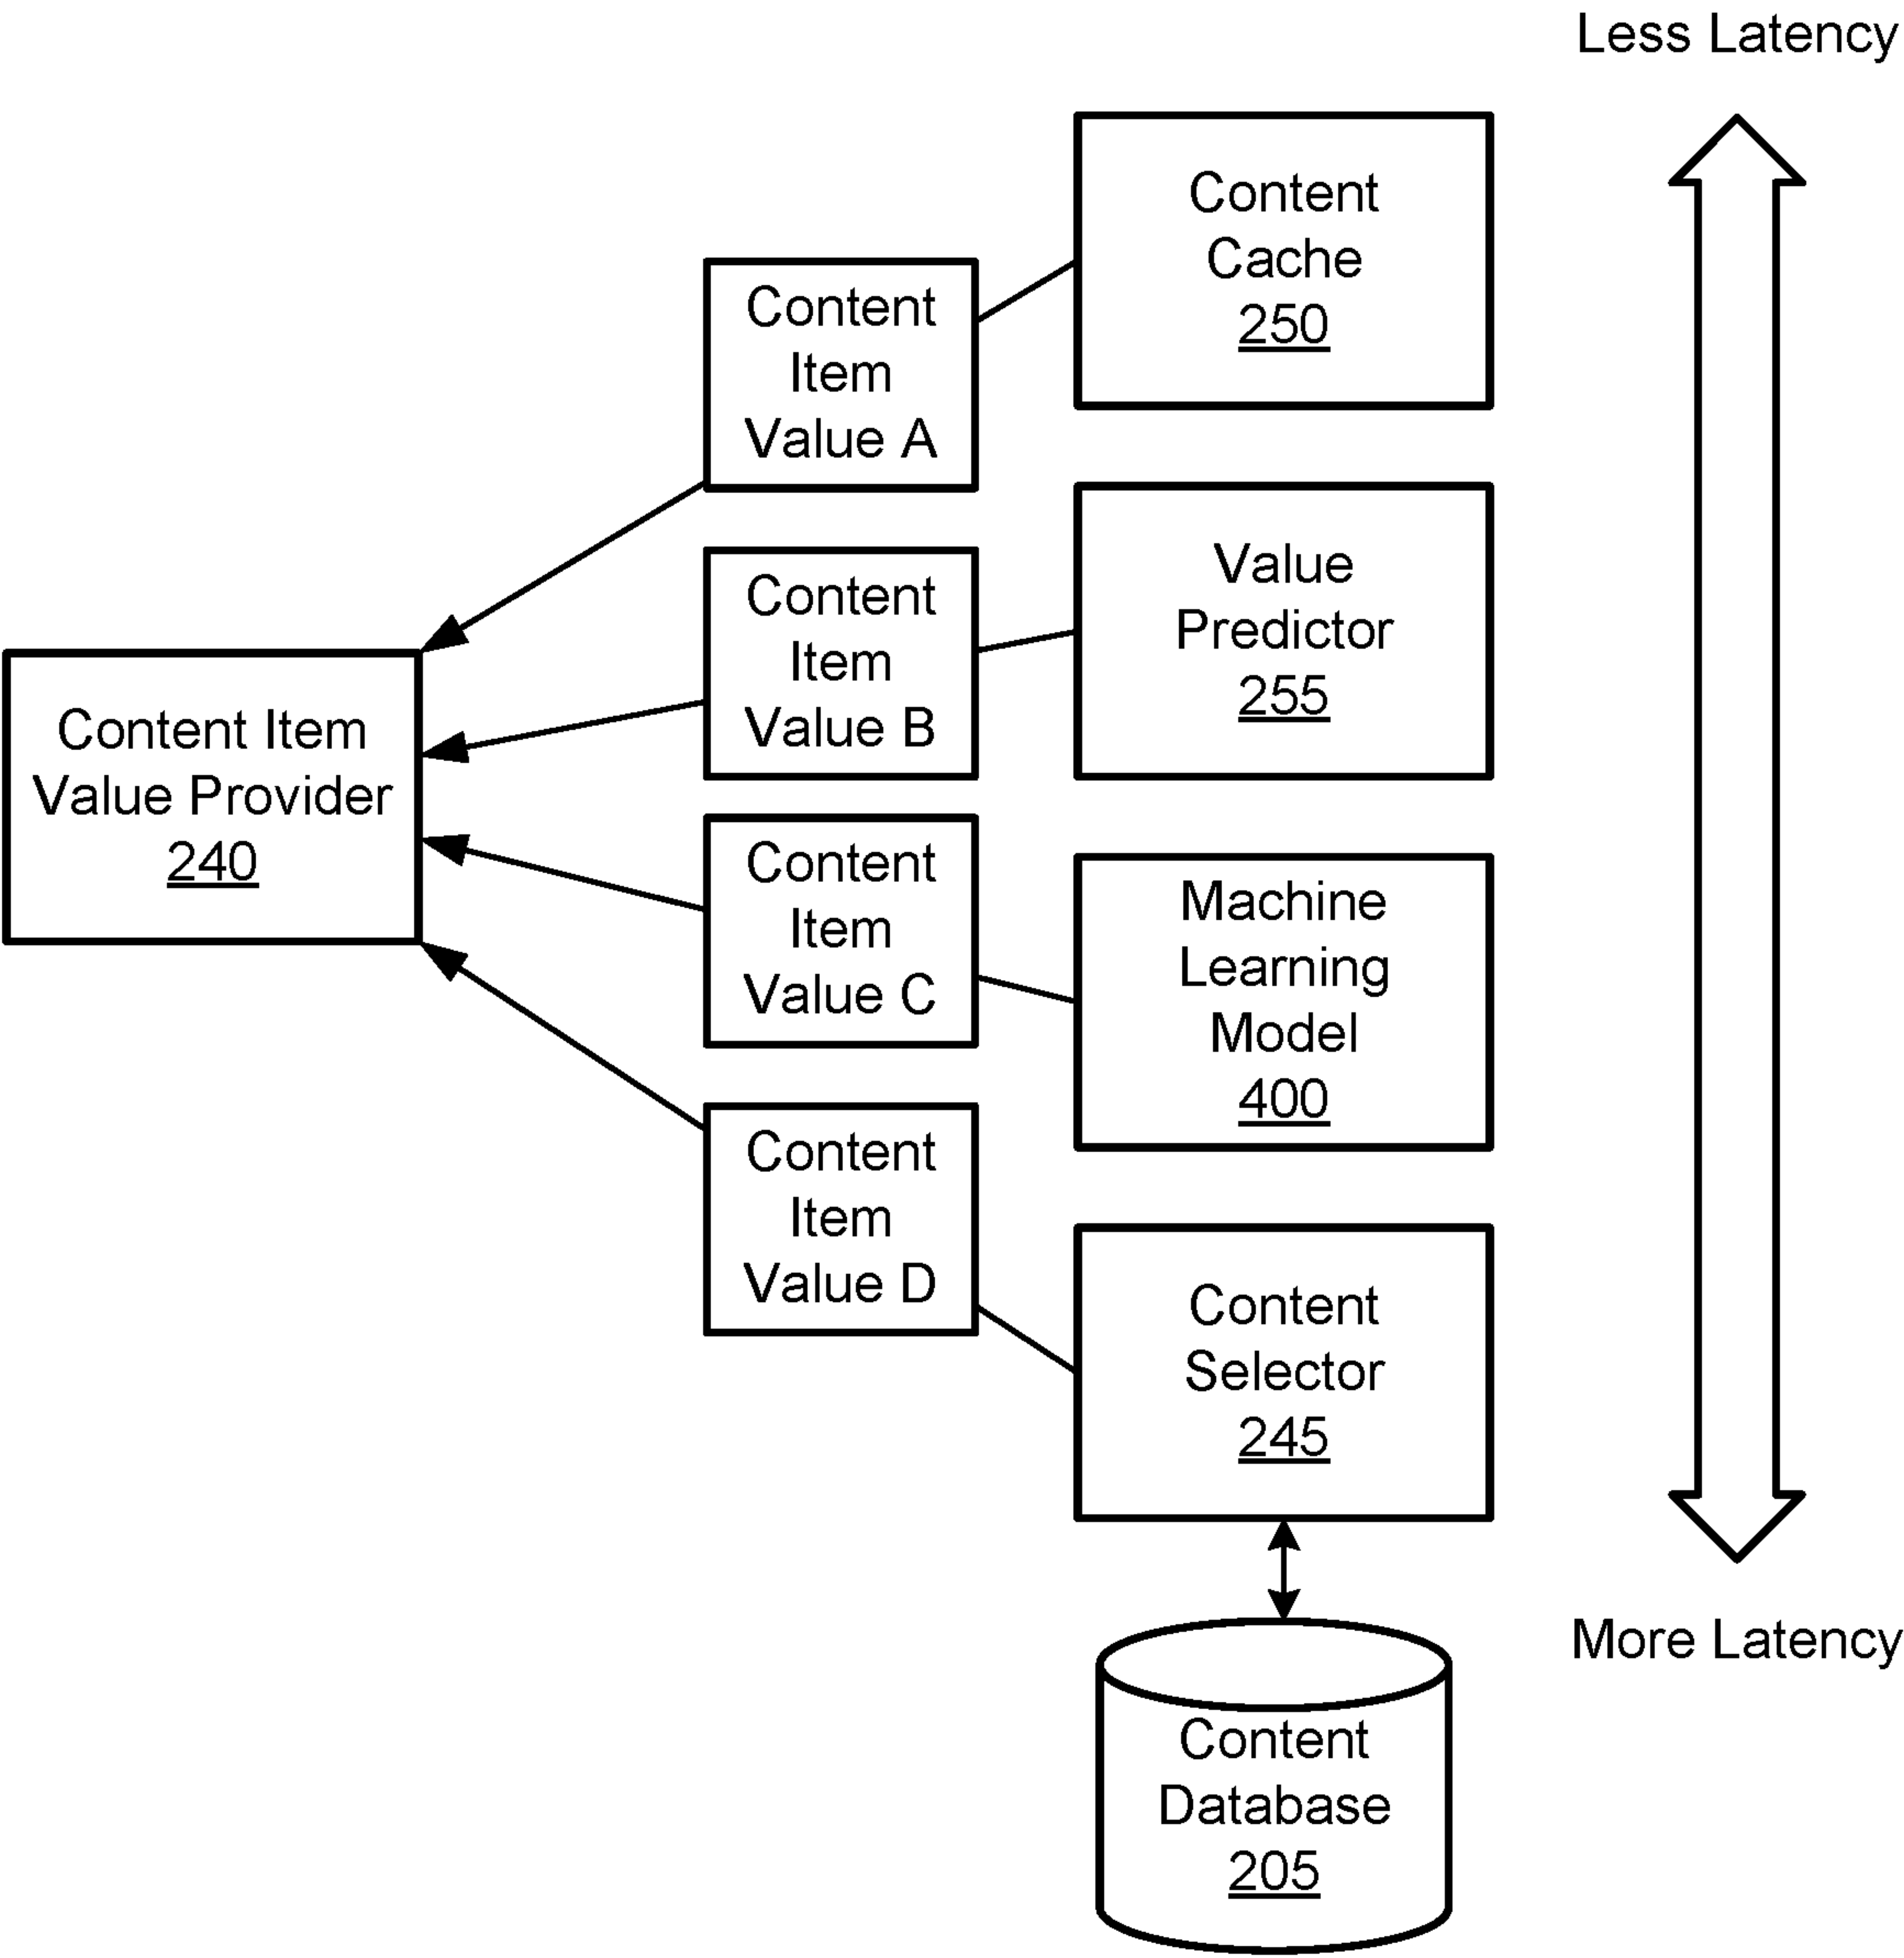 Less Latency
Content
Cache
250
Content
Item
Value A
Value
Predictor
255
Content
Item
Value B
Content Item
Value Provider
240
Content
Item
Value C
Machine
Learning
Model
400
Content
Item
Value D
Content
Selector
245
More Latency
Content
Database
205